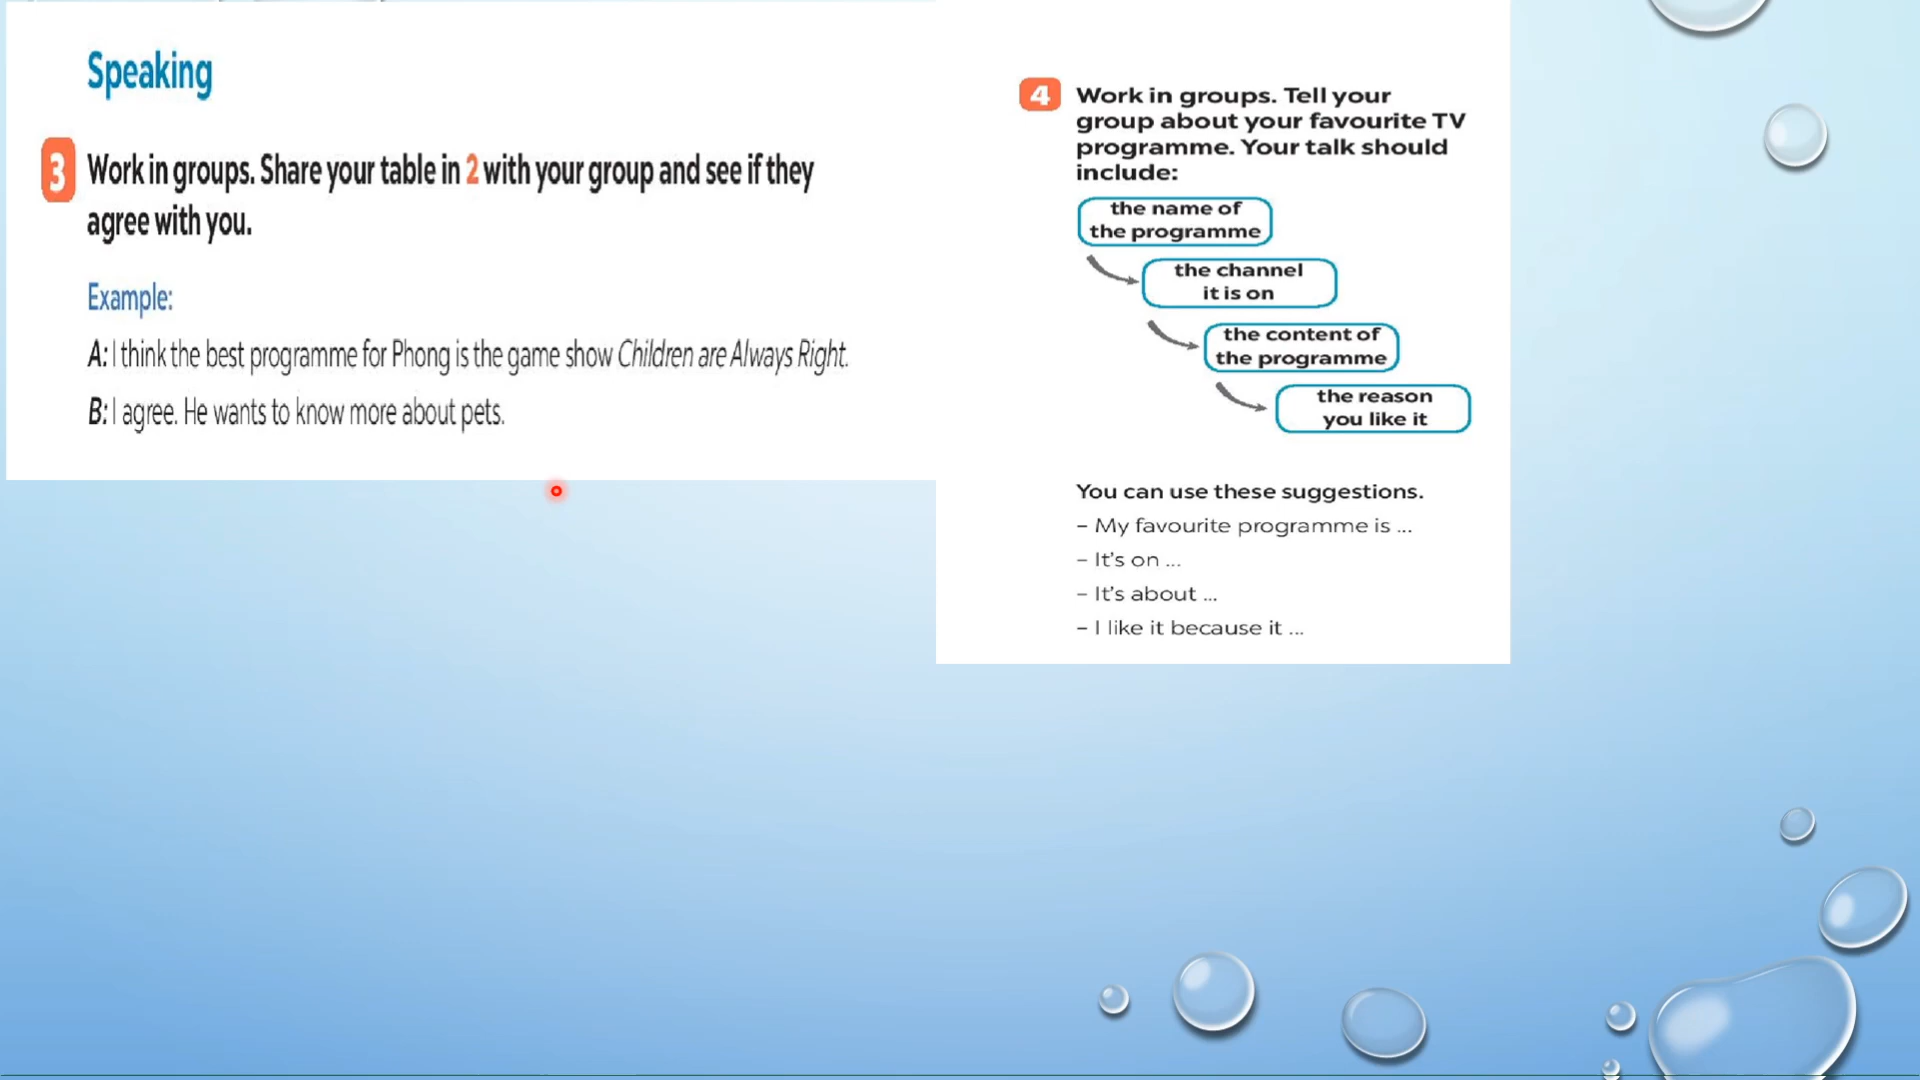 Speaking
3 Work in groups. Share your table in 2 with your group and see if they
agree with you.
Example:
A: I think the best programme for Phong is the game show Children are Always Right.
B: I agree. He wants to know more about pets.
4 Work in groups. Tell your
group about your favourite TV
programme. Your talk should
include:
the name of
the programme
the channel
it is on
the content of
the programme
the reason
you like it
You can use these suggestions.
– My favourite programme is ...
– It's on ...
– It's about ...
– I like it because it ...